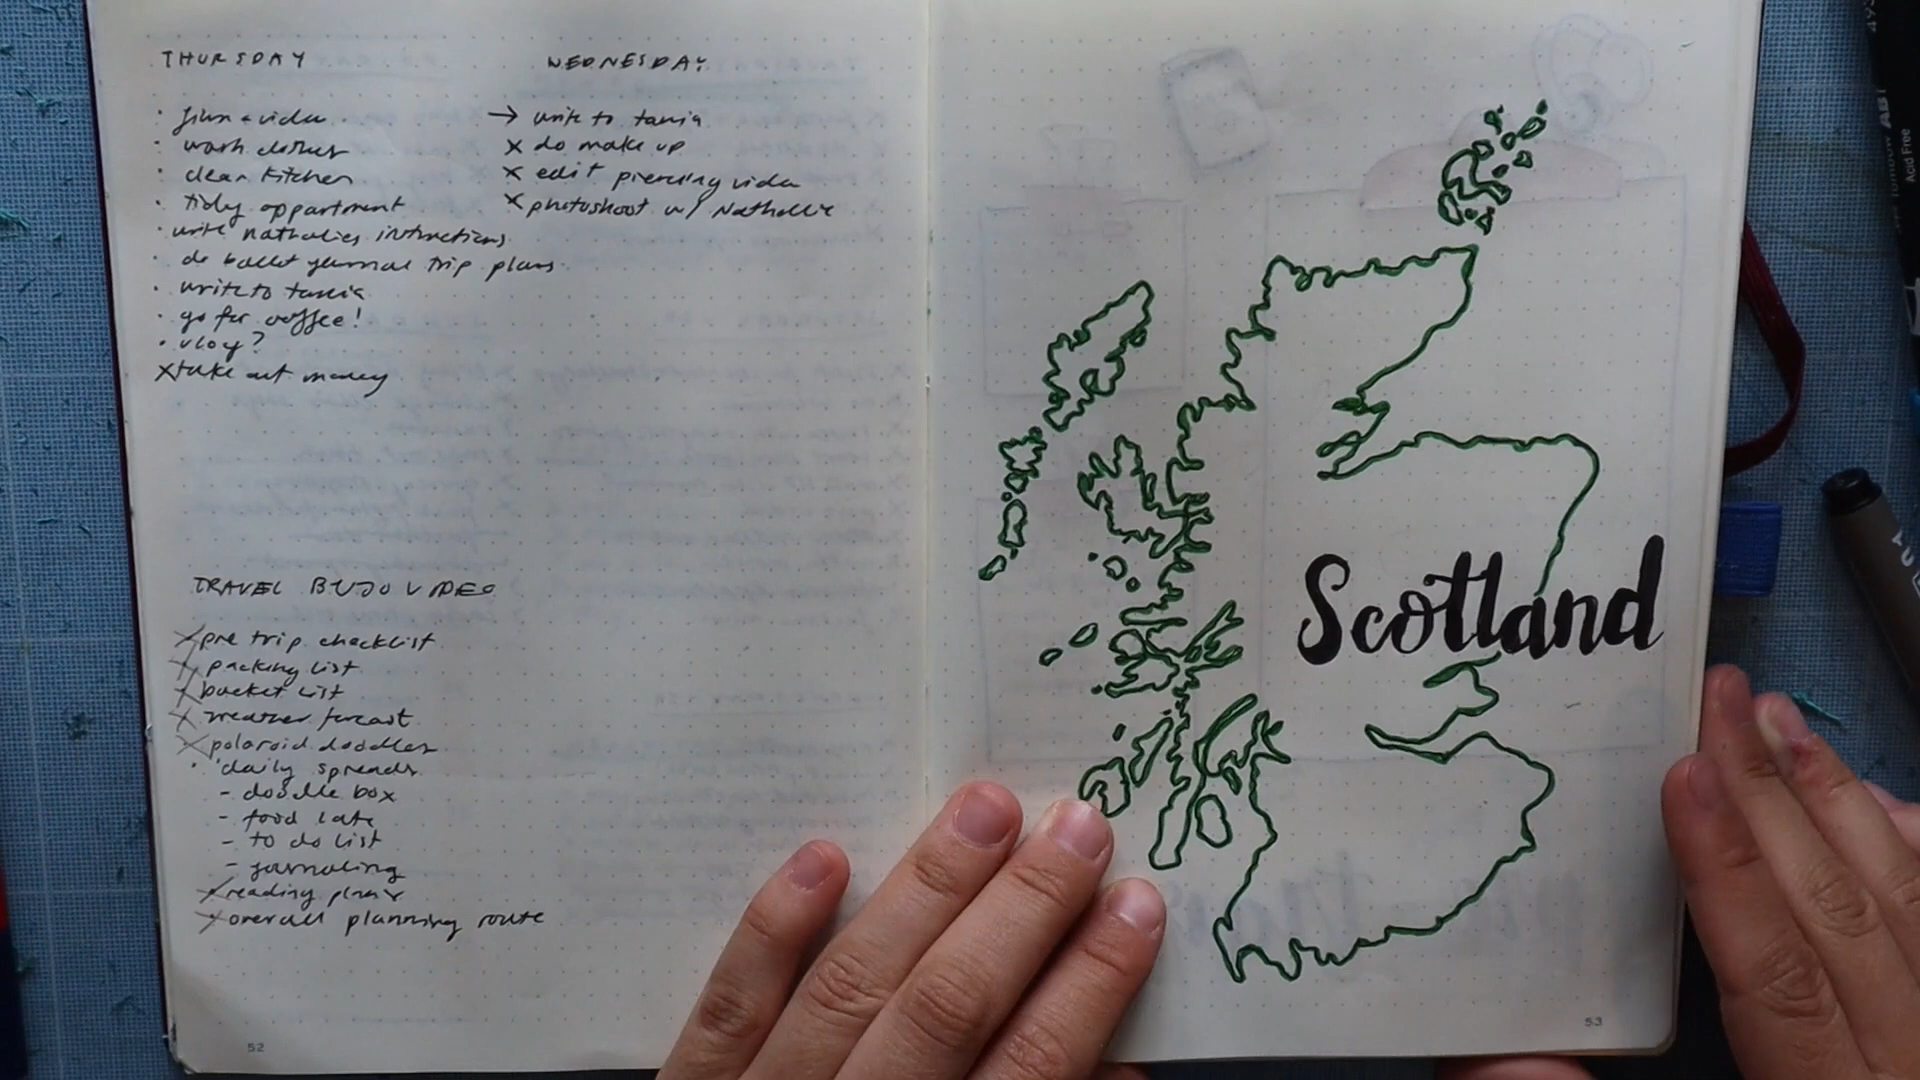 THURSDAY
· film a video
· wash clothes
· clean kitchen
· tidy appartment
· write nathalies instructions
· do bullet journal trip plans
· write to tania
· go for coffee!
· vlog?
x take out money
WEDNESDAY
→ write to tania
x do make up
x edit piercing video
x photoshoot w/ Nathalie
TRAVEL BUJO VIDEO
x pre trip checklist
x packing list
x bucket list
x weather forcast
x polaroid doodles
· daily spreads
- doodle box
- food
- to do list
- journaling
x reading
x overall planning route
Scotland
52
53
Acid Free